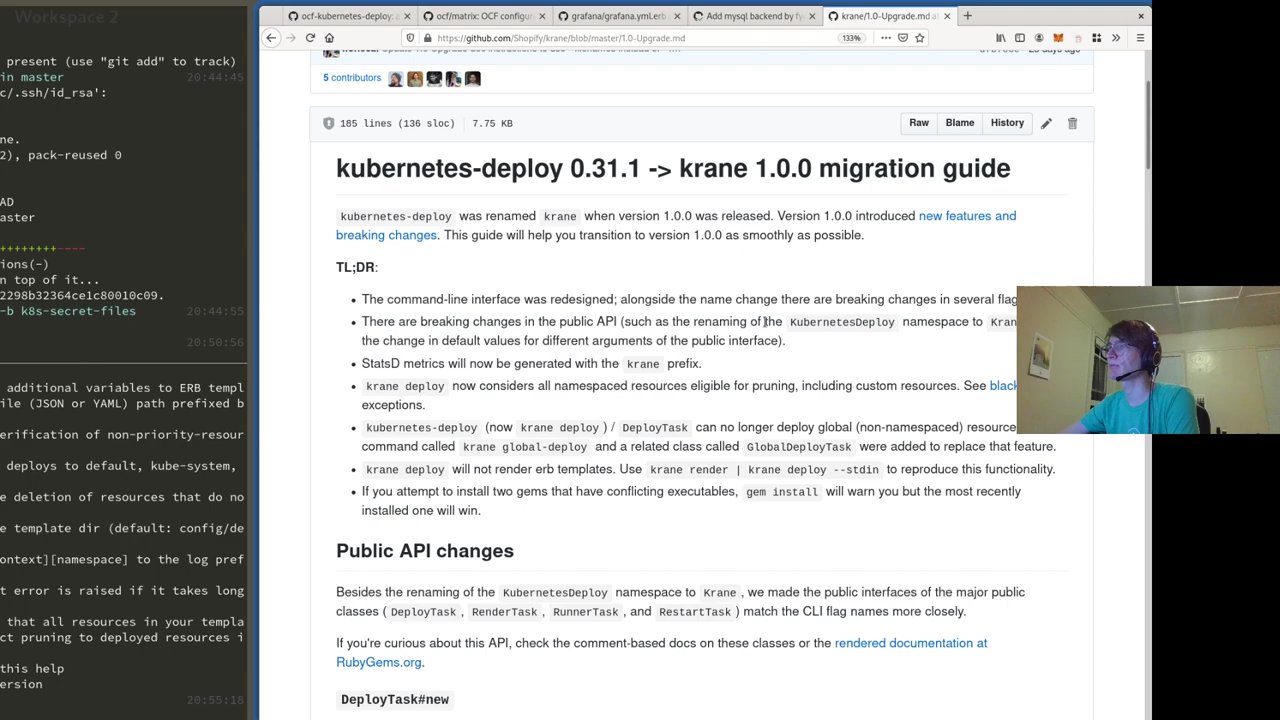 Workspace 2
present (use "git add" to track)
in master 20:44:45
c/.ssh/id_rsa':
ne.
2), pack-reused 0
AD
aster
++++++++----
ions(-)
n top of it...
2298b32364ce1c80010c09.
-b k8s-secret-files 20:44:55
20:50:56
additional variables to ERB templ
ile (JSON or YAML) path prefixed b
erification of non-priority-resour
deploys to default, kube-system,
e deletion of resources that do no
e template dir (default: config/de
ontext][namespace] to the log pref
t error is raised if it takes long
that all resources in your templa
ct pruning to deployed resources i
this help
ersion
20:55:18
ocf-kubernetes-deploy: a
ocf/matrix: OCF configur
grafana/grafana.yml.erb
Add mysql backend by fy
krane/1.0-Upgrade.md at
https://github.com/Shopify/krane/blob/master/1.0-Upgrade.md 133%
5 contributors
185 lines (136 sloc) 7.75 KB
Raw Blame History
kubernetes-deploy 0.31.1 -> krane 1.0.0 migration guide
kubernetes-deploy was renamed krane when version 1.0.0 was released. Version 1.0.0 introduced new features and
breaking changes. This guide will help you transition to version 1.0.0 as smoothly as possible.
TL;DR:
• The command-line interface was redesigned; alongside the name change there are breaking changes in several flag
• There are breaking changes in the public API (such as the renaming of the KubernetesDeploy namespace to Kran
the change in default values for different arguments of the public interface).
• StatsD metrics will now be generated with the krane prefix.
• krane deploy now considers all namespaced resources eligible for pruning, including custom resources. See black
exceptions.
• kubernetes-deploy (now krane deploy ) / DeployTask can no longer deploy global (non-namespaced) resource
command called krane global-deploy and a related class called GlobalDeployTask were added to replace that feature.
• krane deploy will not render erb templates. Use krane render | krane deploy --stdin to reproduce this functionality.
• If you attempt to install two gems that have conflicting executables, gem install will warn you but the most recently
installed one will win.
Public API changes
Besides the renaming of the KubernetesDeploy namespace to Krane , we made the public interfaces of the major public
classes ( DeployTask , RenderTask , RunnerTask , and RestartTask ) match the CLI flag names more closely.
If you're curious about this API, check the comment-based docs on these classes or the rendered documentation at
RubyGems.org.
DeployTask#new